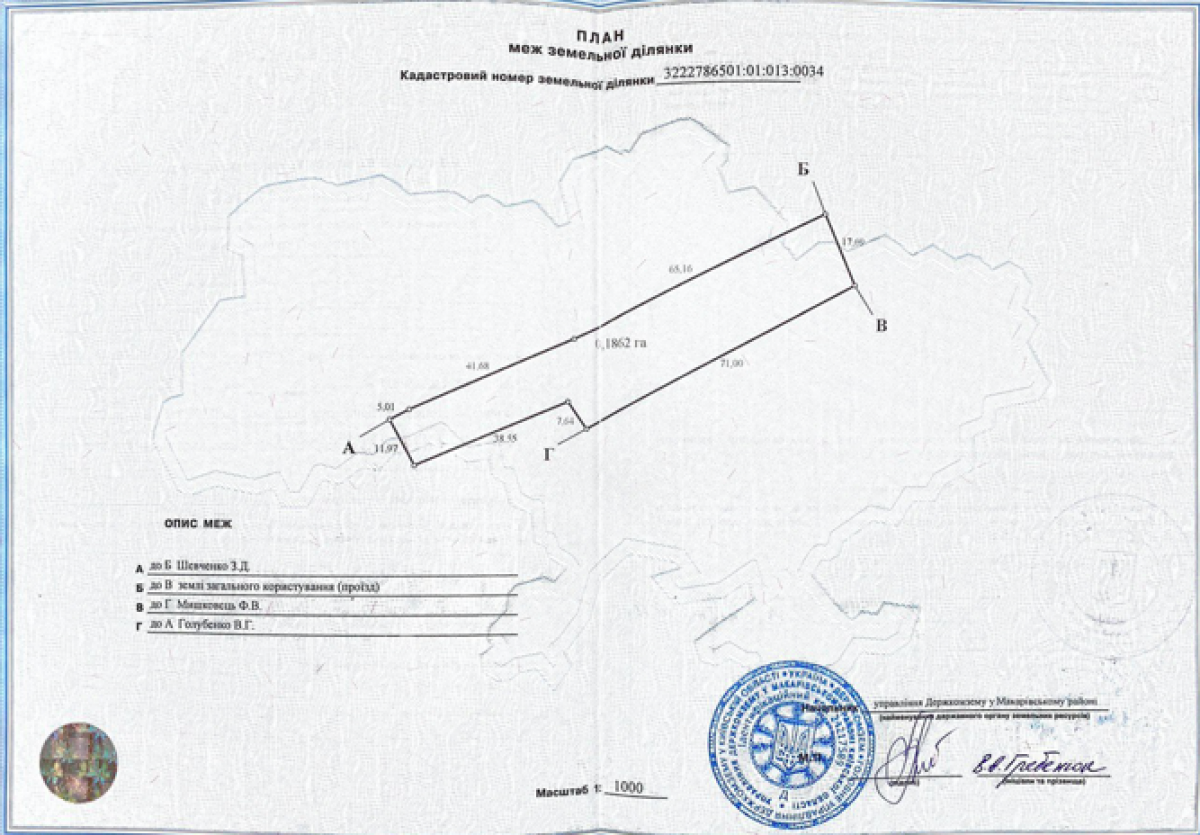 ПЛАН
меж земельної ділянки
Кадастровий номер земельної ділянки 3222786501:01:013:0034
Б
17,60
65,16
В
0,1862 га
71,00
41,68
5,01
7,64
А
11,97
38,55
Г
ОПИС МЕЖ
А до Б Шевченко З.Д.
Б до В землі загального користування (проїзд)
В до Г Мишковець Ф.В.
Г до А Голубенко В.Г.
Начальник управління Держкомзему у Макарівському районі
(найменування державного органу земельних ресурсів)
М.П.
В.В. Гребенюк
(підпис)
(ініціали та прізвище)
Масштаб 1: 1000